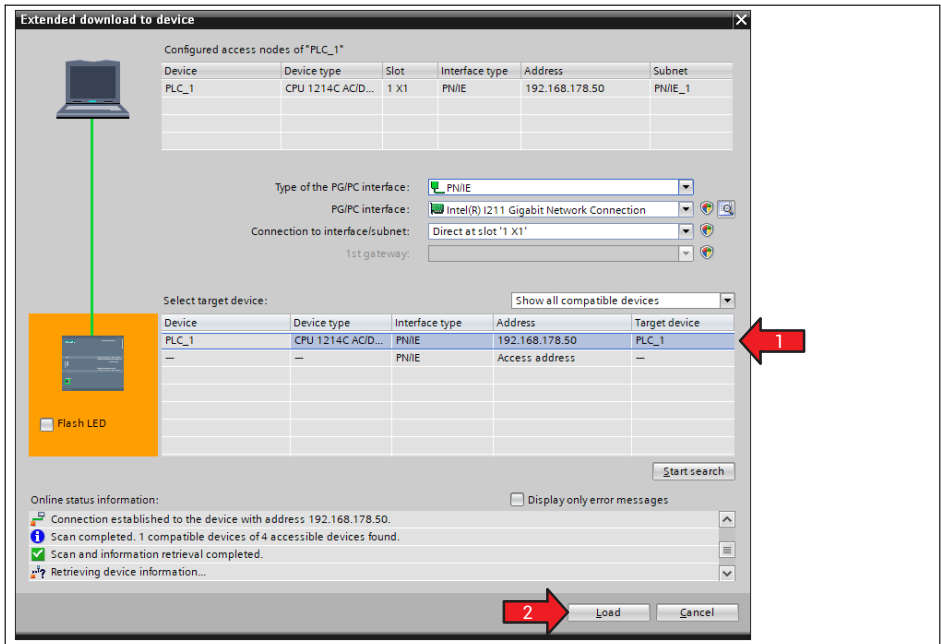 Extended download to device
Configured access nodes of "PLC_1"
Device Device type Slot Interface type Address Subnet
PLC_1 CPU 1214C AC/D... 1 X1 PN/IE 192.168.178.50 PN/IE_1
Type of the PG/PC interface: PN/IE
PG/PC interface: Intel(R) I211 Gigabit Network Connection
Connection to interface/subnet: Direct at slot '1 X1'
1st gateway:
Select target device: Show all compatible devices
Device Device type Interface type Address Target device
PLC_1 CPU 1214C AC/D... PN/IE 192.168.178.50 PLC_1
— — PN/IE Access address —
1
Flash LED
Start search
Online status information: Display only error messages
Connection established to the device with address 192.168.178.50.
Scan completed. 1 compatible devices of 4 accessible devices found.
Scan and information retrieval completed.
Retrieving device information...
2 Load Cancel